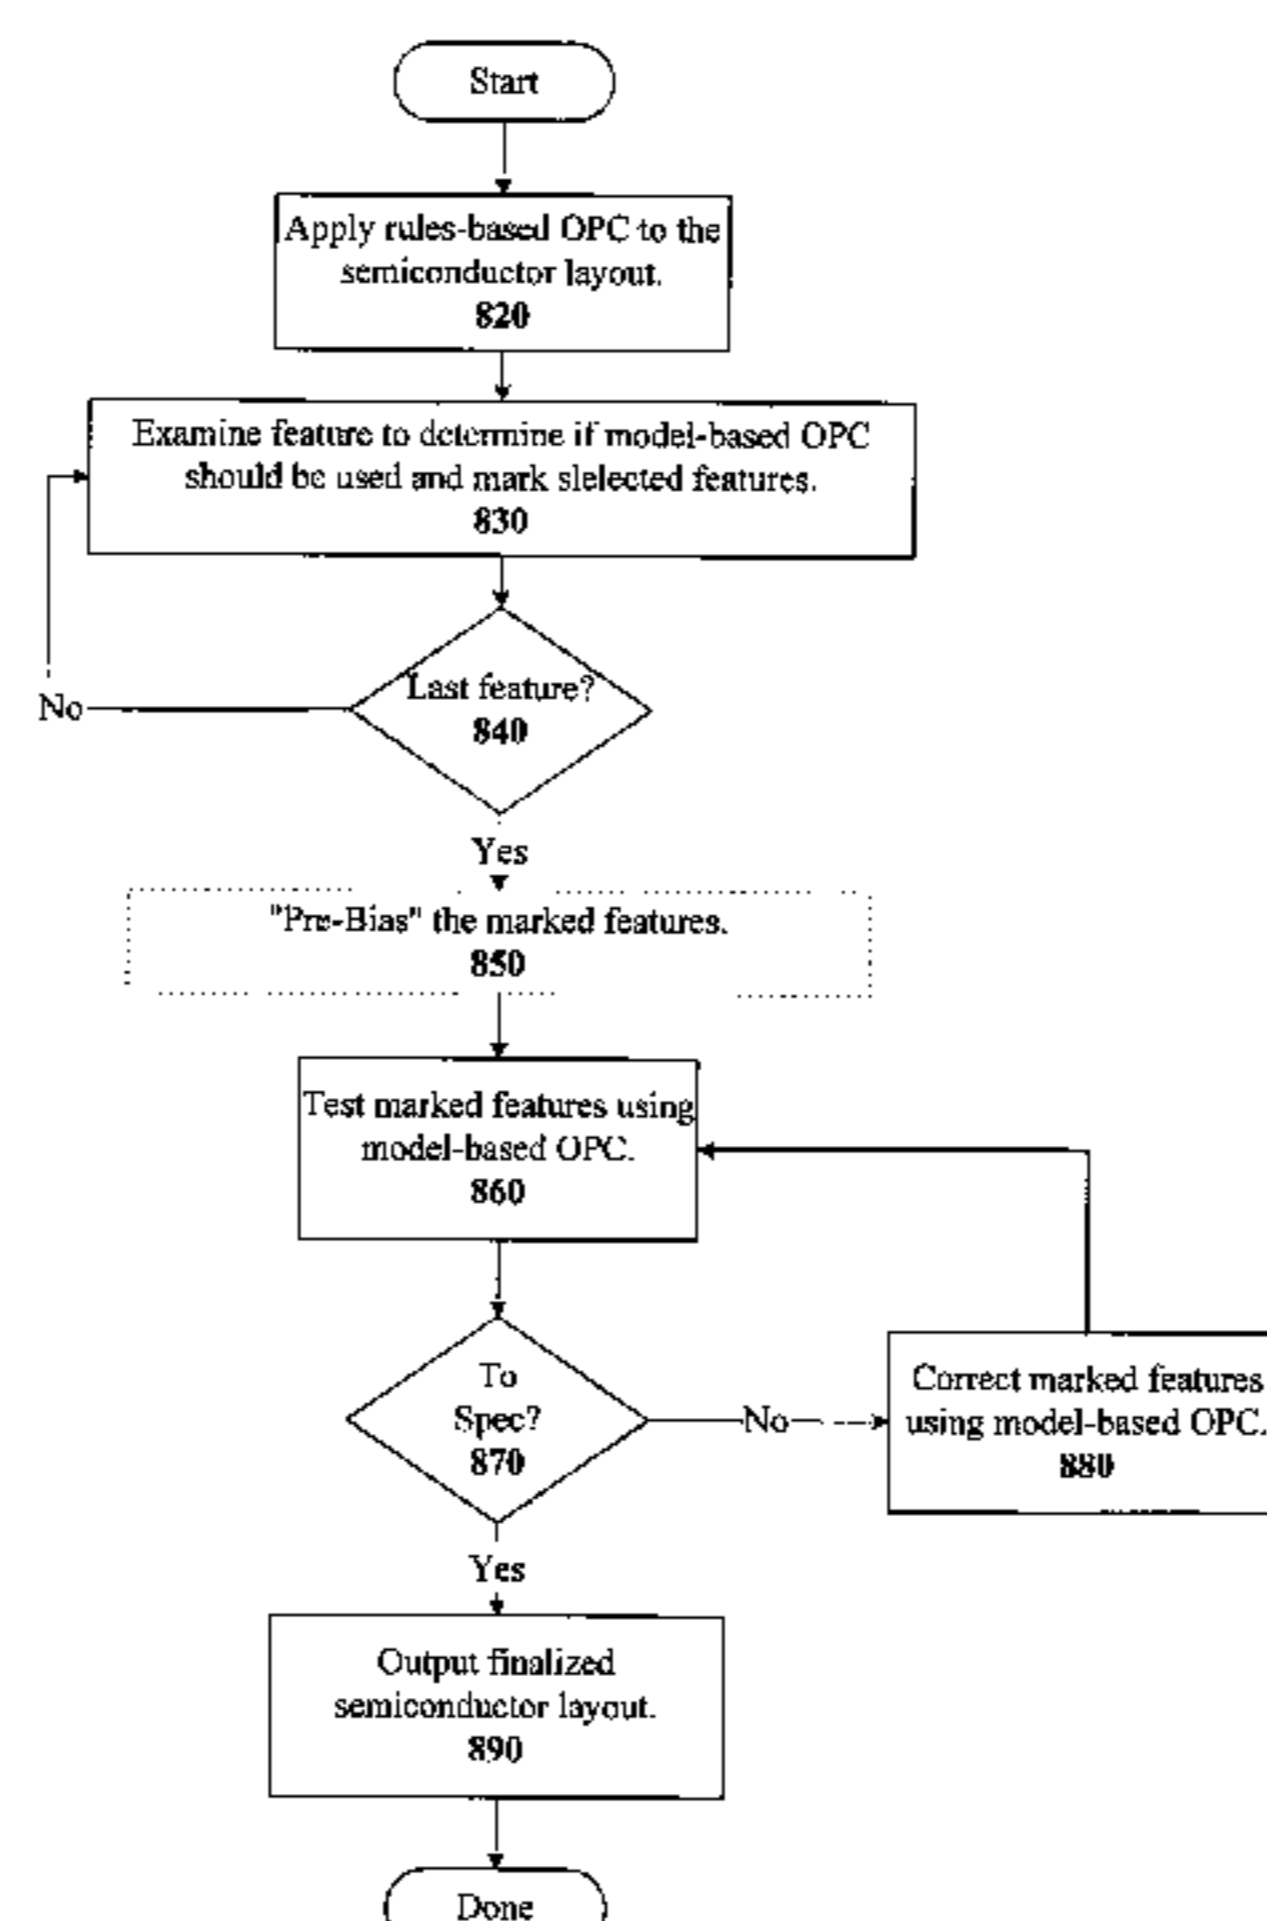 Start
Apply rules-based OPC to the
semiconductor layout.
820
Examine feature to determine if model-based OPC
should be used and mark slelected features.
830
Last feature?
840
No
Yes
"Pre-Bias" the marked features.
850
Test marked features using
model-based OPC.
860
To
Spec?
870
No
Correct marked features
using model-based OPC.
880
Yes
Output finalized
semiconductor layout.
890
Done